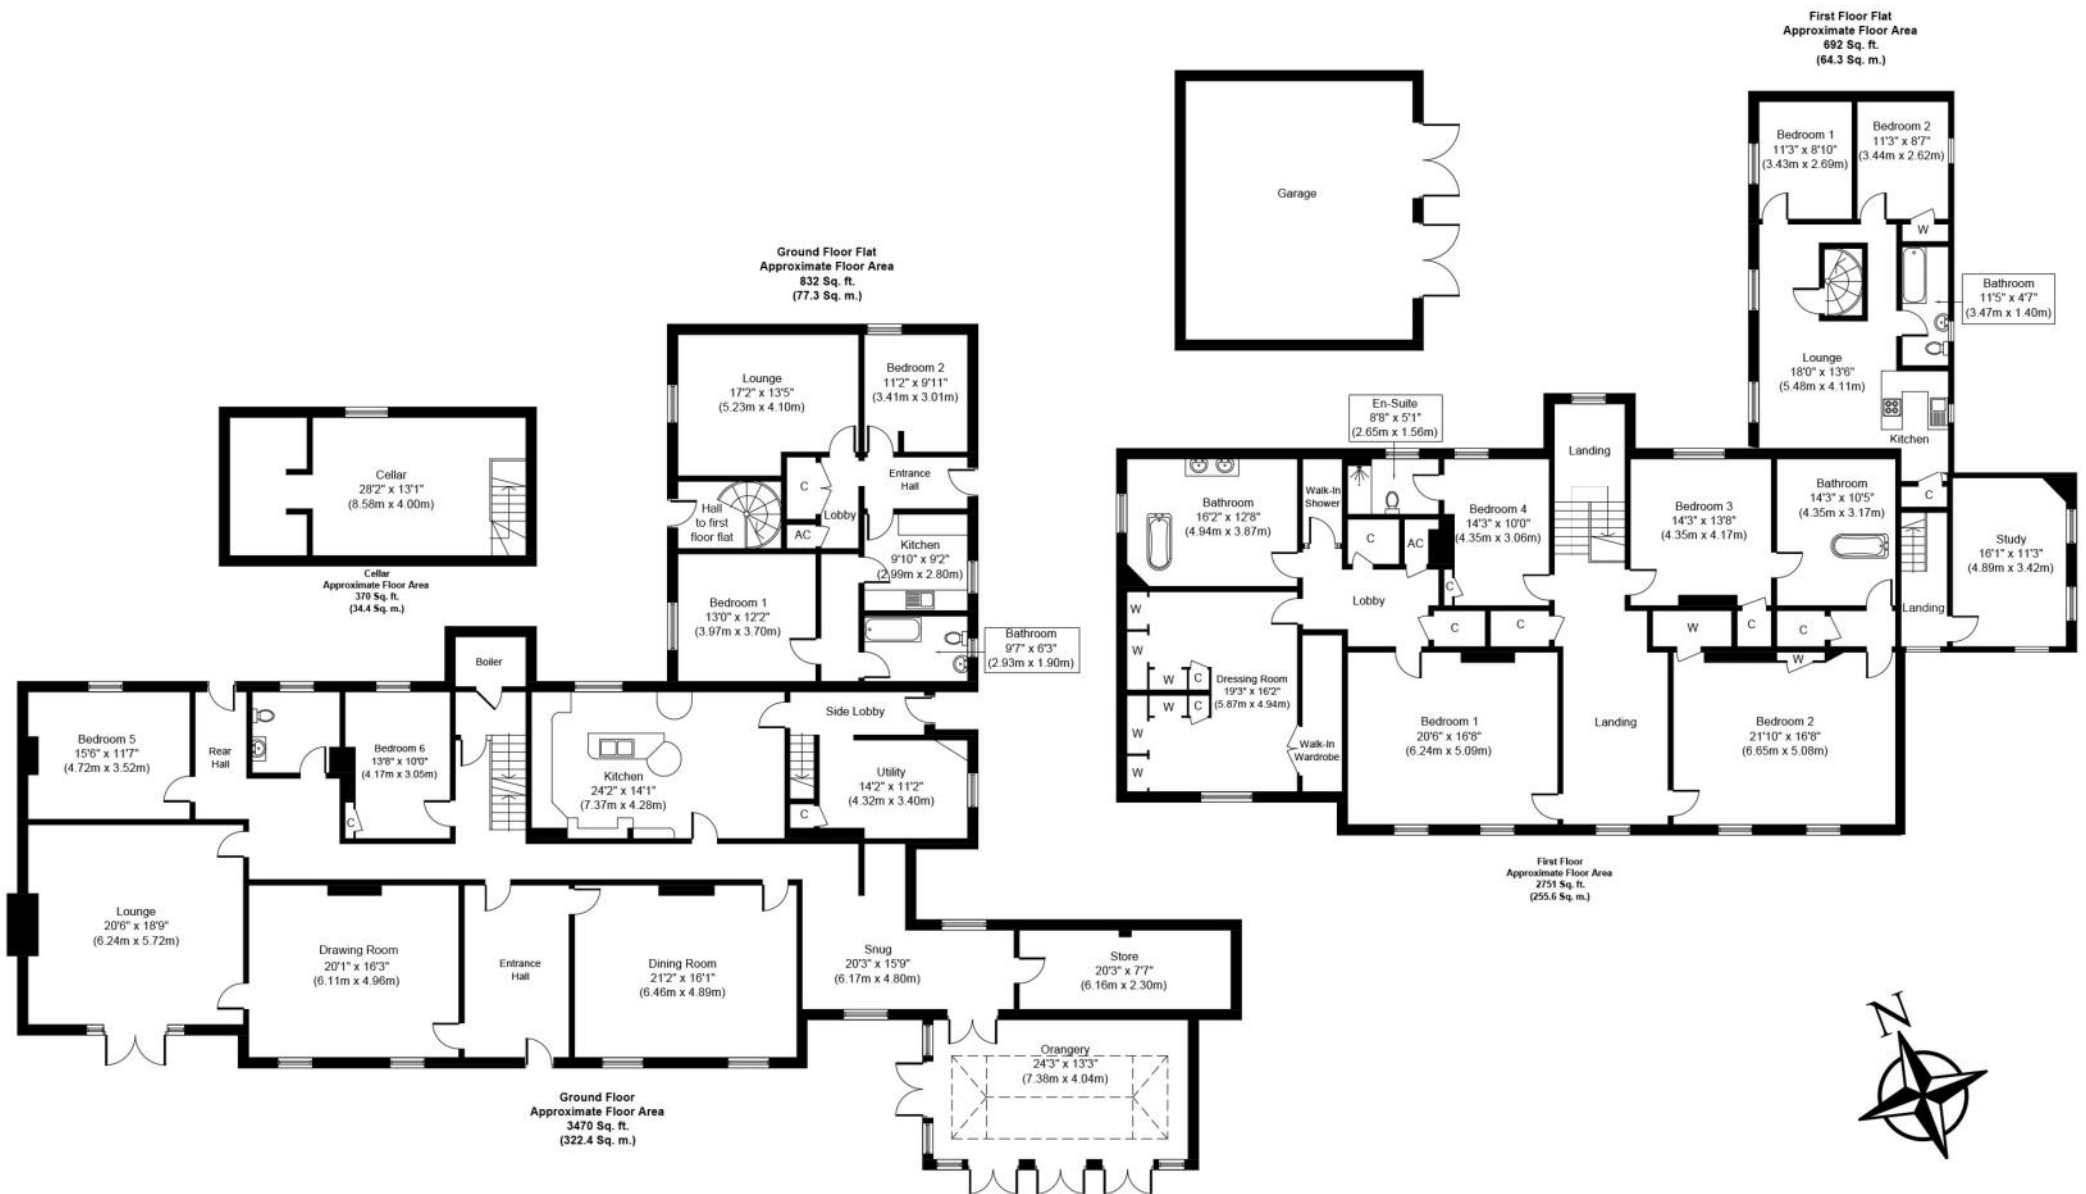 First Floor Flat
Approximate Floor Area
692 Sq. ft.
(64.3 Sq. m.)
Bedroom 1
11'3" x 8'10"
(3.43m x 2.69m)
Bedroom 2
11'3" x 8'7"
(3.44m x 2.62m)
W
Bathroom
11'5" x 4'7"
(3.47m x 1.40m)
Lounge
18'0" x 13'6"
(5.48m x 4.11m)
Kitchen
C
Garage
Ground Floor Flat
Approximate Floor Area
832 Sq. ft.
(77.3 Sq. m.)
Lounge
17'2" x 13'5"
(5.23m x 4.10m)
Bedroom 2
11'2" x 9'11"
(3.41m x 3.01m)
Entrance
Hall
C
Lobby
AC
Hall
to first
floor flat
Kitchen
9'10" x 9'2"
(2.99m x 2.80m)
Bedroom 1
13'0" x 12'2"
(3.97m x 3.70m)
Bathroom
9'7" x 6'3"
(2.93m x 1.90m)
Cellar
28'2" x 13'1"
(8.58m x 4.00m)
Cellar
Approximate Floor Area
370 Sq. ft.
(34.4 Sq. m.)
Boiler
Bedroom 5
15'6" x 11'7"
(4.72m x 3.52m)
Rear
Hall
Bedroom 6
13'8" x 10'0"
(4.17m x 3.05m)
C
Kitchen
24'2" x 14'1"
(7.37m x 4.28m)
Side Lobby
Utility
14'2" x 11'2"
(4.32m x 3.40m)
C
Lounge
20'6" x 18'9"
(6.24m x 5.72m)
Drawing Room
20'1" x 16'3"
(6.11m x 4.96m)
Entrance
Hall
Dining Room
21'2" x 16'1"
(6.46m x 4.89m)
Snug
20'3" x 15'9"
(6.17m x 4.80m)
Store
20'3" x 7'7"
(6.16m x 2.30m)
Orangery
24'3" x 13'3"
(7.38m x 4.04m)
Ground Floor
Approximate Floor Area
3470 Sq. ft.
(322.4 Sq. m.)
En-Suite
8'8" x 5'1"
(2.65m x 1.56m)
Landing
Bathroom
16'2" x 12'8"
(4.94m x 3.87m)
Walk-In
Shower
C
AC
Bedroom 4
14'3" x 10'0"
(4.35m x 3.06m)
C
Bedroom 3
14'3" x 13'8"
(4.35m x 4.17m)
Bathroom
14'3" x 10'5"
(4.35m x 3.17m)
Study
16'1" x 11'3"
(4.89m x 3.42m)
Landing
Lobby
C
C
W
C
C
W
W
W
W
C
W
C
W
W
Dressing Room
19'3" x 16'2"
(5.87m x 4.94m)
Walk-In
Wardrobe
Bedroom 1
20'6" x 16'8"
(6.24m x 5.09m)
Landing
Bedroom 2
21'10" x 16'8"
(6.65m x 5.08m)
First Floor
Approximate Floor Area
2751 Sq. ft.
(255.6 Sq. m.)
N